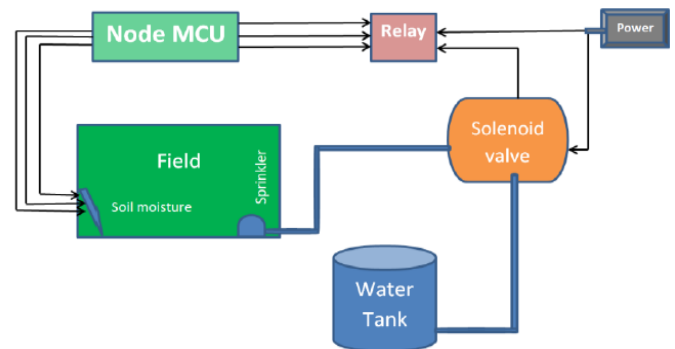 Node MCU
Relay
Power
Solenoid
valve
Field
Sprinkler
Soil moisture
Water
Tank